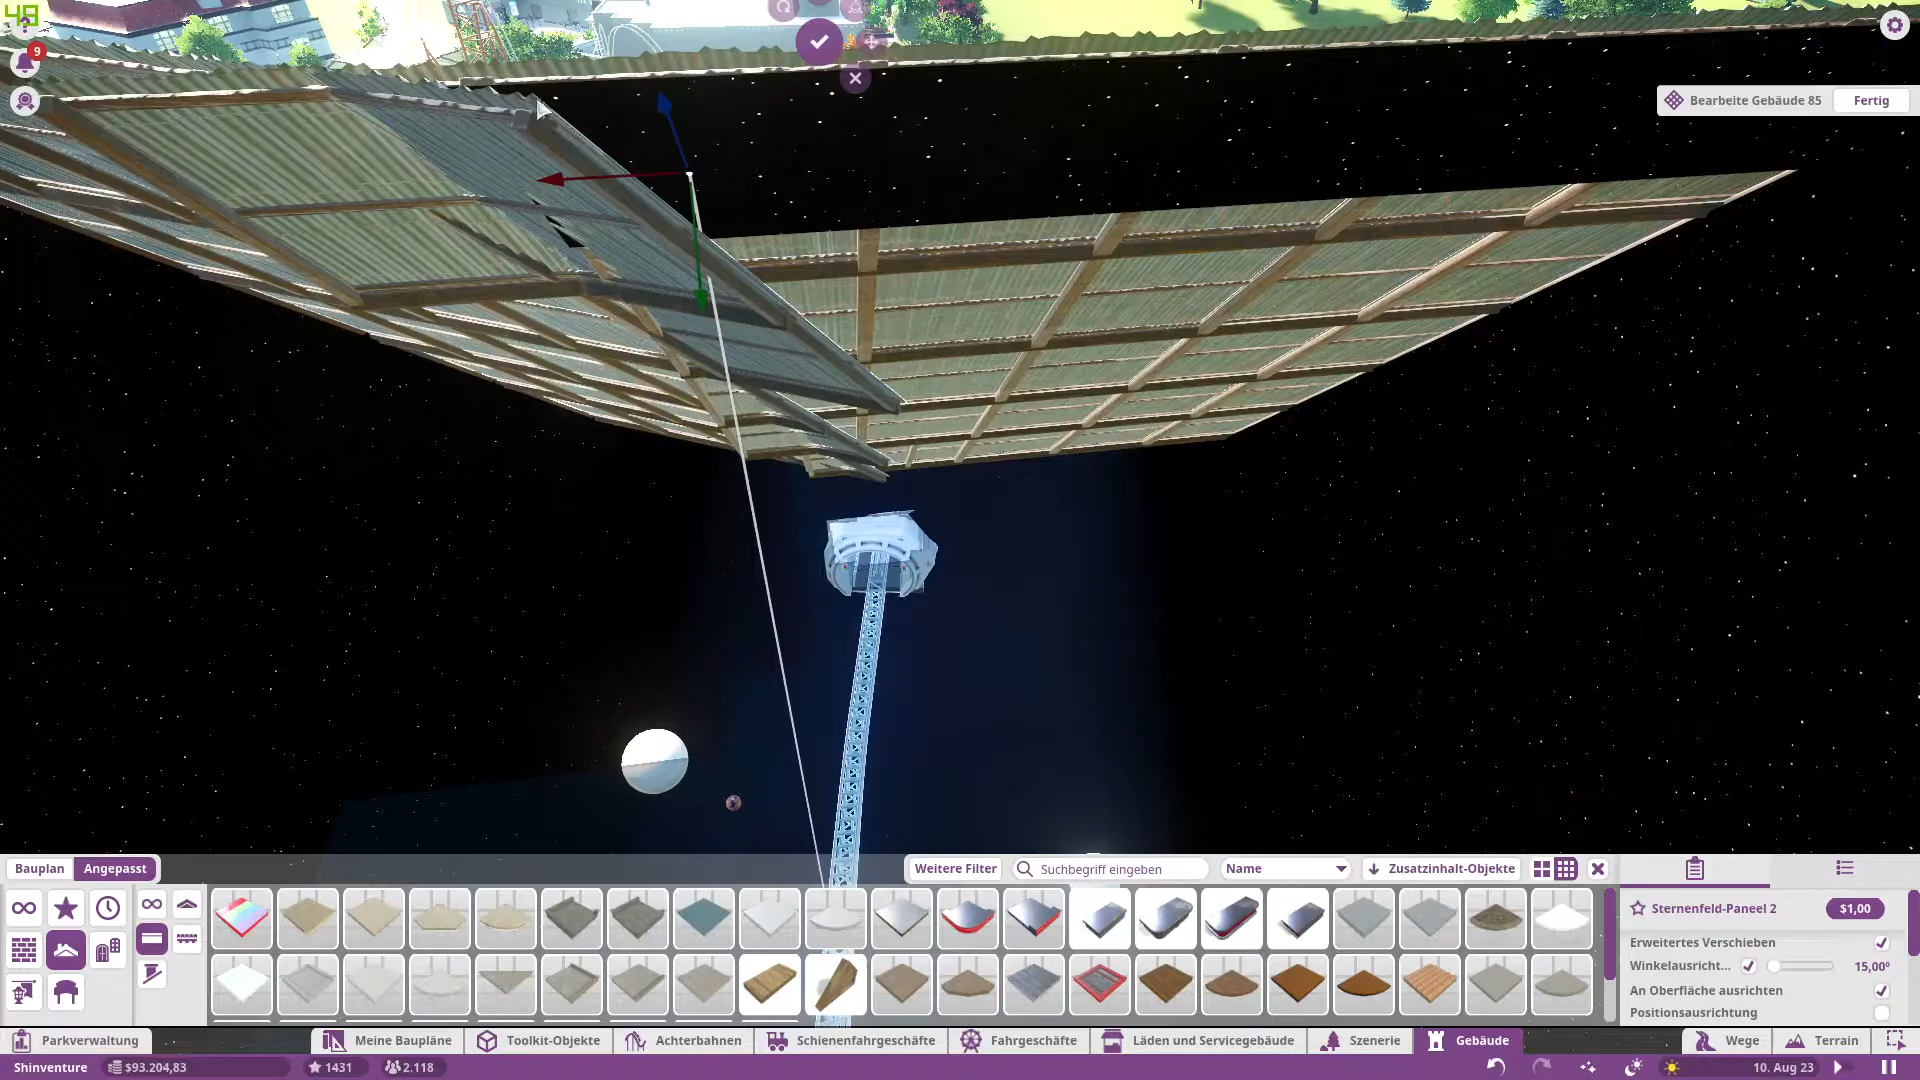 48
9
Bearbeite Gebäude 85
Fertig
Bauplan
Angepasst
Weitere Filter
Suchbegriff eingeben
Name
Zusatzinhalt-Objekte
Sternenfeld-Paneel 2
$1,00
Erweitertes Verschieben
Winkelausricht...
15,00°
An Oberfläche ausrichten
Positionsausrichtung
Parkverwaltung
Meine Baupläne
Toolkit-Objekte
Achterbahnen
Schienenfahrgeschäfte
Fahrgeschäfte
Läden und Servicegebäude
Szenerie
Gebäude
Wege
Terrain
Shinventure
$93.204,83
1431
2.118
10. Aug 23